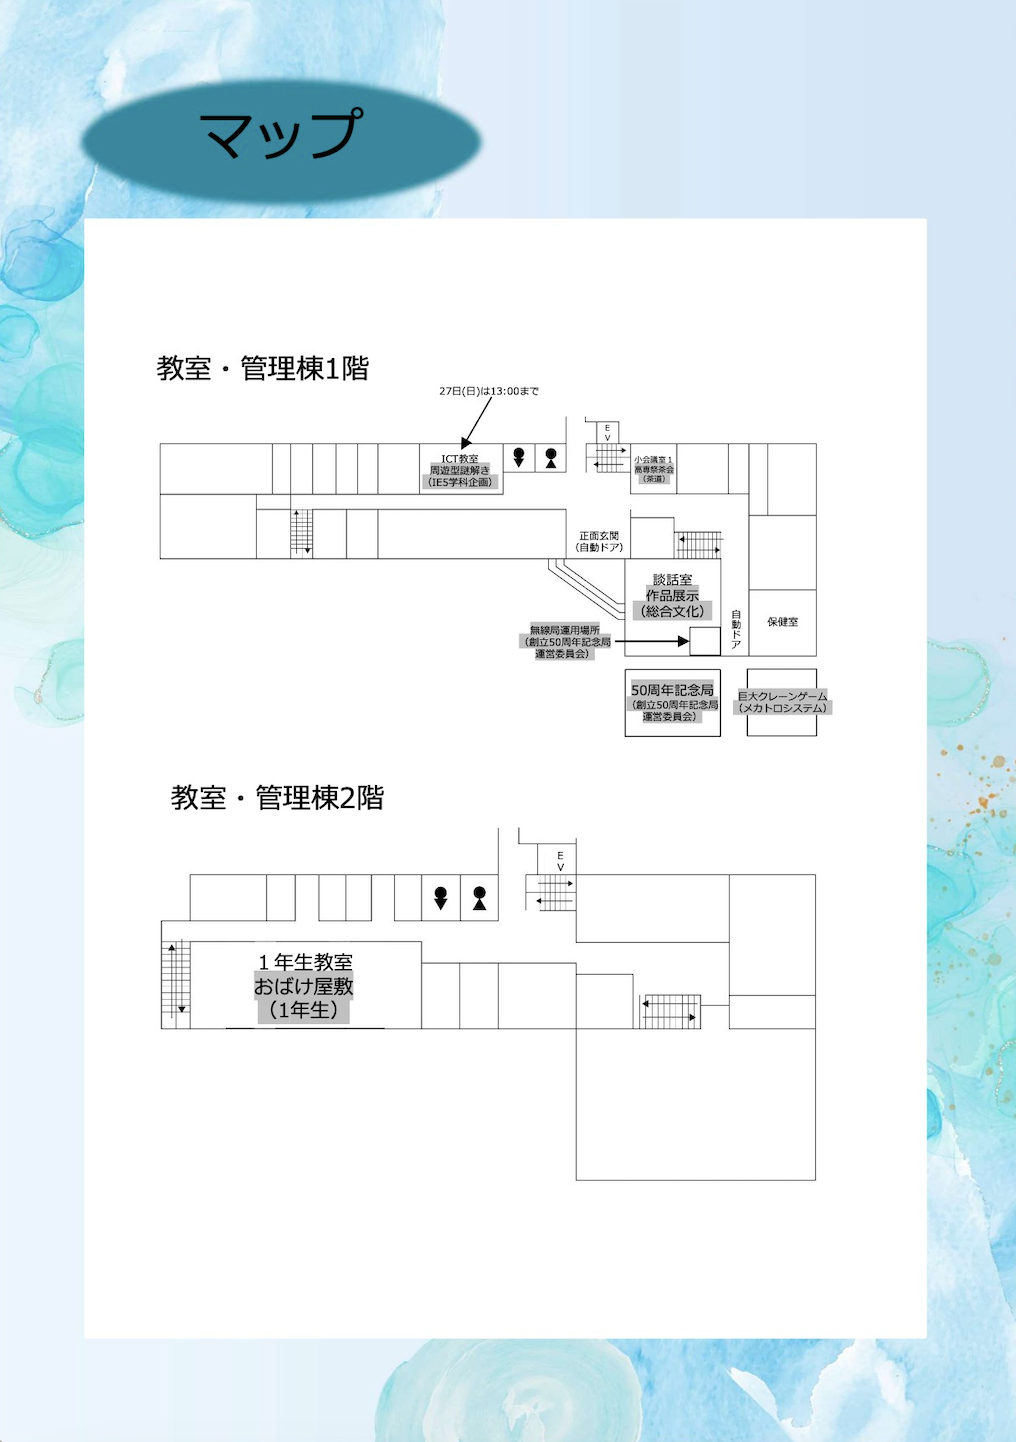 マップ
教室・管理棟1階
27日(日)は13:00まで
E
V
ICT教室
周遊型謎解き
（IE5学科企画）
小会議室１
高専祭茶会
（茶道）
正面玄関
（自動ドア）
談話室
作品展示
（総合文化）
自動ドア
保健室
無線局運用場所
（創立50周年記念局
運営委員会）
50周年記念局
（創立50周年記念局
運営委員会）
巨大クレーンゲーム
（メカトロシステム）
教室・管理棟2階
E
V
１年生教室
おばけ屋敷
（1年生）